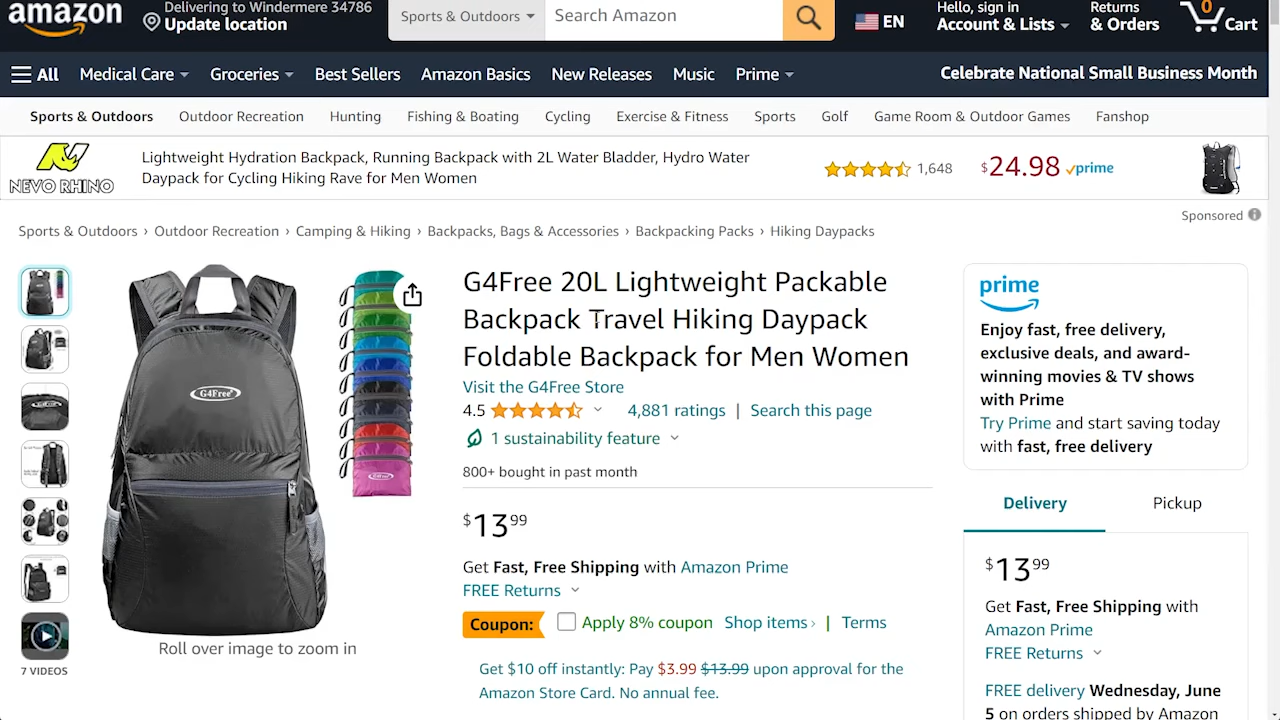 amazon
Delivering to Windermere 34786
Update location
Sports & Outdoors
Search Amazon
EN
Hello, sign in
Account & Lists
Returns
& Orders
0
Cart
All
Medical Care
Groceries
Best Sellers
Amazon Basics
New Releases
Music
Prime
Celebrate National Small Business Month
Sports & Outdoors
Outdoor Recreation
Hunting
Fishing & Boating
Cycling
Exercise & Fitness
Sports
Golf
Game Room & Outdoor Games
Fanshop
NEVO RHINO
Lightweight Hydration Backpack, Running Backpack with 2L Water Bladder, Hydro Water
Daypack for Cycling Hiking Rave for Men Women
1,648
$24.98
prime
Sponsored
Sports & Outdoors › Outdoor Recreation › Camping & Hiking › Backpacks, Bags & Accessories › Backpacking Packs › Hiking Daypacks
G4Free
G4Free
Roll over image to zoom in
7 VIDEOS
G4Free 20L Lightweight Packable
Backpack Travel Hiking Daypack
Foldable Backpack for Men Women
Visit the G4Free Store
4.5
4,881 ratings | Search this page
1 sustainability feature
800+ bought in past month
$13 99
Get Fast, Free Shipping with Amazon Prime
FREE Returns
Coupon:
Apply 8% coupon Shop items › | Terms
Get $10 off instantly: Pay $3.99 $13.99 upon approval for the
Amazon Store Card. No annual fee.
prime
Enjoy fast, free delivery,
exclusive deals, and award-
winning movies & TV shows
with Prime
Try Prime and start saving today
with fast, free delivery
Delivery
Pickup
$13 99
Get Fast, Free Shipping with
Amazon Prime
FREE Returns
FREE delivery Wednesday, June
5 on orders shipped by Amazon